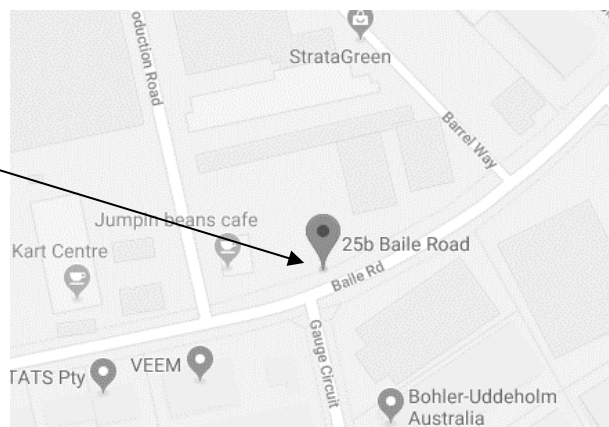 oduction Road
StrataGreen
Barrel Way
Jumpin beans cafe
25b Baile Road
Kart Centre
Baile Rd
Gauge Circuit
VEEM
TATS Pty
Bohler-Uddeholm
Australia